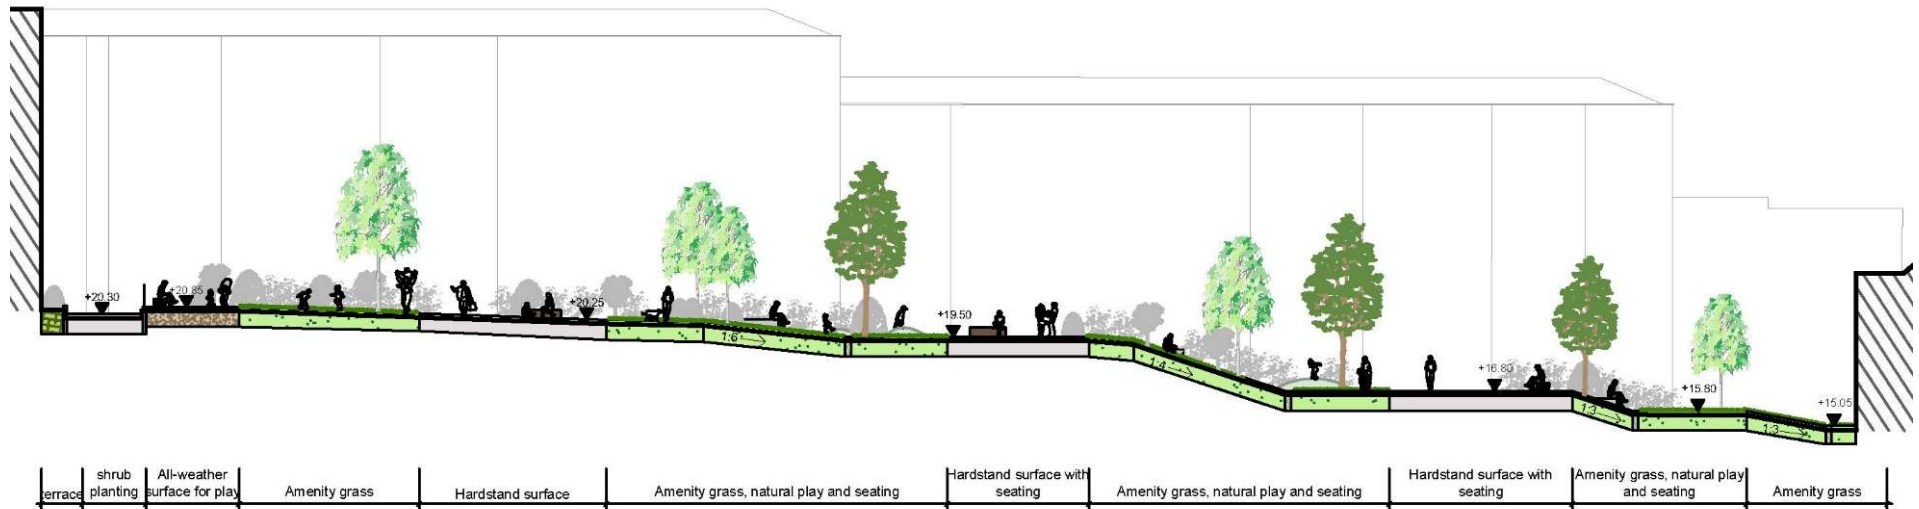 +20.30
+20.85
+20.25
1:6
+19.50
1:4
+16.80
1:3
+15.80
1:3
+15.05
terrace
shrub
planting
All-weather
surface for play
Amenity grass
Hardstand surface
Amenity grass, natural play and seating
Hardstand surface with
seating
Amenity grass, natural play and seating
Hardstand surface with
seating
Amenity grass, natural play
and seating
Amenity grass